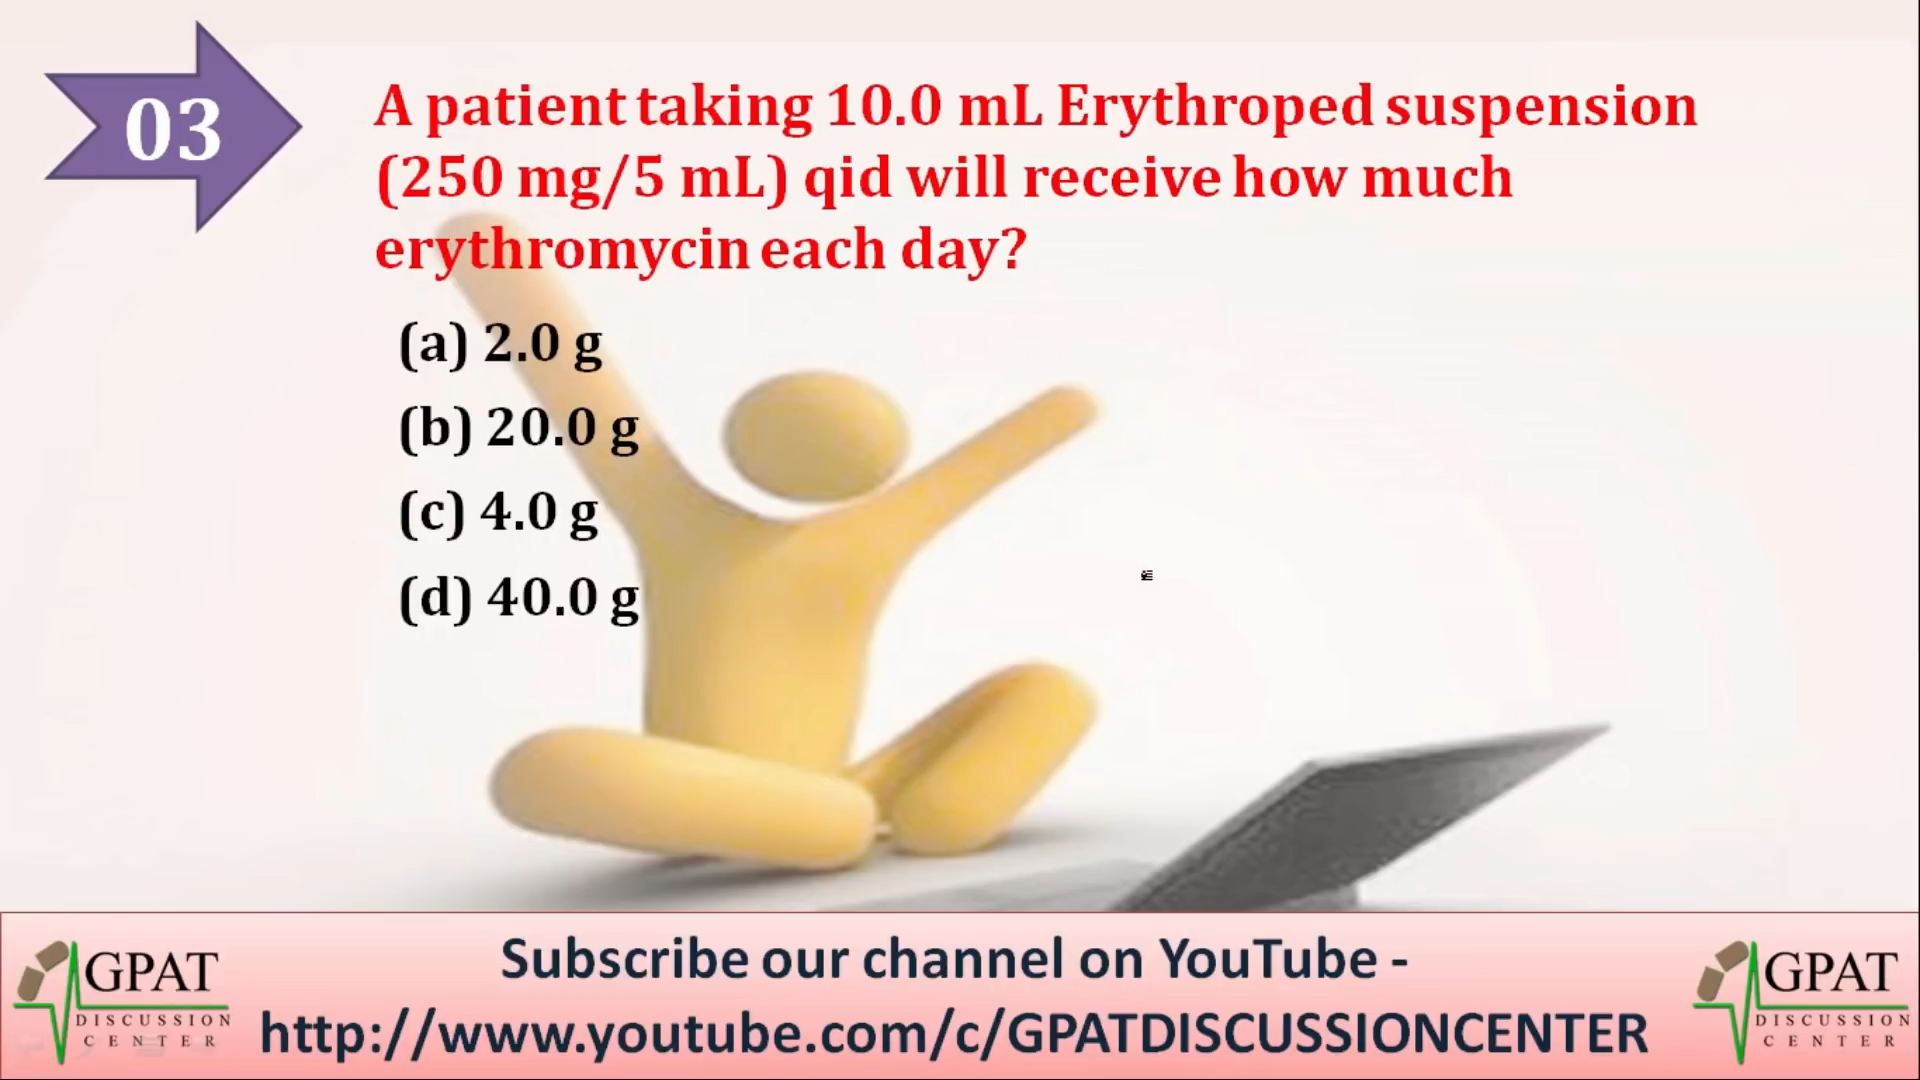 03
A patient taking 10.0 mL Erythroped suspension
(250 mg/5 mL) qid will receive how much
erythromycin each day?
(a) 2.0 g
(b) 20.0 g
(c) 4.0 g
(d) 40.0 g
GPAT
DISCUSSION
CENTER
Subscribe our channel on YouTube -
http://www.youtube.com/c/GPATDISCUSSIONCENTER
GPAT
DISCUSSION
CENTER